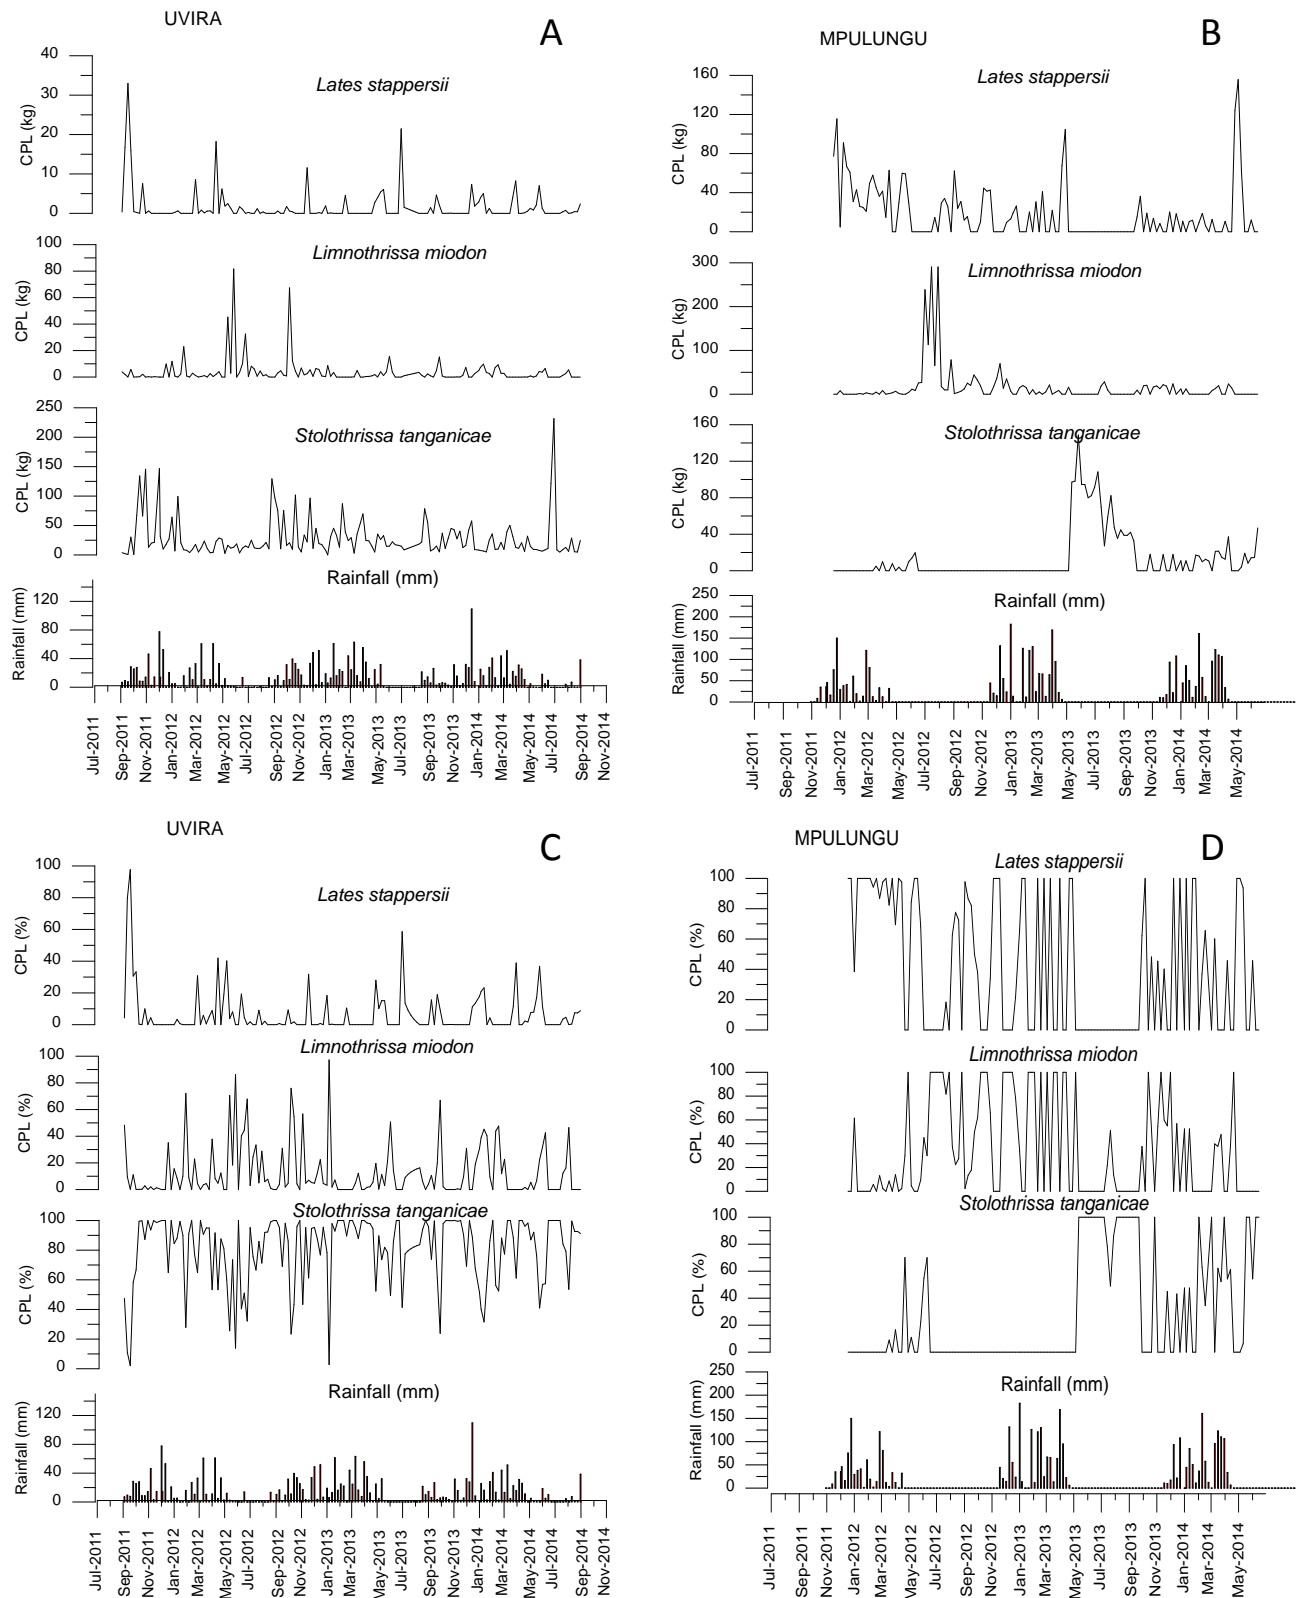 UVIRA
A
40
30
20
10
0
CPL (kg)
Lates stappersii
100
80
60
40
20
0
CPL (kg)
Limnothrissa miodon
250
200
150
100
50
0
CPL (kg)
Stolothrissa tanganicae
Rainfall (mm)
120
80
40
0
Rainfall (mm)
Jul-2011
Sep-2011
Nov-2011
Jan-2012
Mar-2012
May-2012
Jul-2012
Sep-2012
Nov-2012
Jan-2013
Mar-2013
May-2013
Jul-2013
Sep-2013
Nov-2013
Jan-2014
Mar-2014
May-2014
Jul-2014
Sep-2014
Nov-2014
MPULUNGU
B
160
120
80
40
0
CPL (kg)
Lates stappersii
300
200
100
0
CPL (kg)
Limnothrissa miodon
160
120
80
40
0
CPL (kg)
Stolothrissa tanganicae
Rainfall (mm)
250
200
150
100
50
0
Rainfall (mm)
Jul-2011
Sep-2011
Nov-2011
Jan-2012
Mar-2012
May-2012
Jul-2012
Sep-2012
Nov-2012
Jan-2013
Mar-2013
May-2013
Jul-2013
Sep-2013
Nov-2013
Jan-2014
Mar-2014
May-2014
UVIRA
C
100
80
60
40
20
0
CPL (%)
Lates stappersii
100
80
60
40
20
0
CPL (%)
Limnothrissa miodon
100
80
60
40
20
0
CPL (%)
Stolothrissa tanganicae
Rainfall (mm)
120
80
40
0
Rainfall (mm)
Jul-2011
Sep-2011
Nov-2011
Jan-2012
Mar-2012
May-2012
Jul-2012
Sep-2012
Nov-2012
Jan-2013
Mar-2013
May-2013
Jul-2013
Sep-2013
Nov-2013
Jan-2014
Mar-2014
May-2014
Jul-2014
Sep-2014
Nov-2014
MPULUNGU
D
100
80
60
40
20
0
CPL (%)
Lates stappersii
100
80
60
40
20
0
CPL (%)
Limnothrissa miodon
100
80
60
40
20
0
CPL (%)
Stolothrissa tanganicae
Rainfall (mm)
250
200
150
100
50
0
Rainfall (mm)
Jul-2011
Sep-2011
Nov-2011
Jan-2012
Mar-2012
May-2012
Jul-2012
Sep-2012
Nov-2012
Jan-2013
Mar-2013
May-2013
Jul-2013
Sep-2013
Nov-2013
Jan-2014
Mar-2014
May-2014